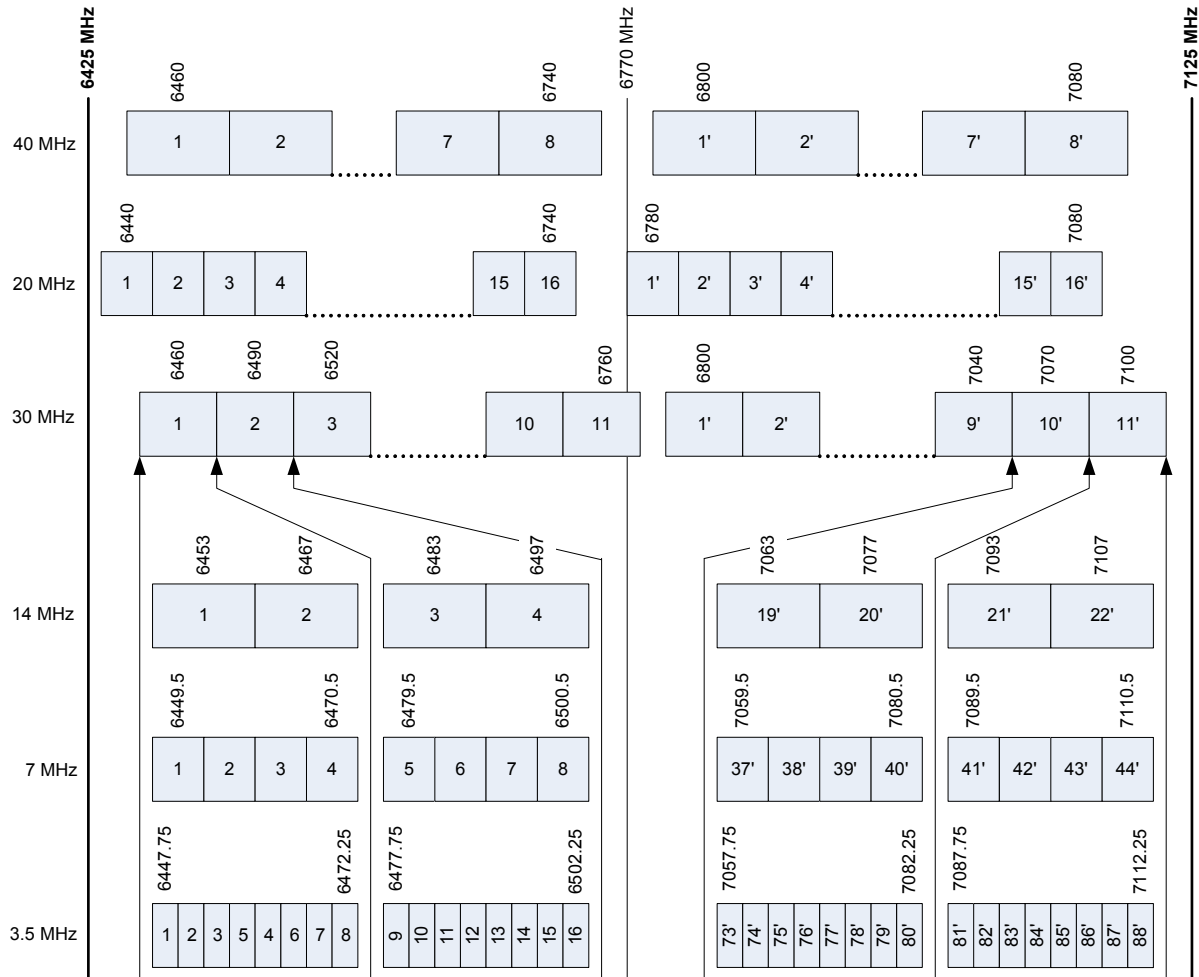 6425 MHz
6770 MHz
7125 MHz
6460 6740 6800 7080
40 MHz 1 2 7 8 1' 2' 7' 8'
6440 6740 6780 7080
20 MHz 1 2 3 4 15 16 1' 2' 3' 4' 15' 16'
6460 6490 6520 6760 6800 7040 7070 7100
30 MHz 1 2 3 10 11 1' 2' 9' 10' 11'
6453 6467 6483 6497 7063 7077 7093 7107
14 MHz 1 2 3 4 19' 20' 21' 22'
6449.5 6470.5 6479.5 6500.5 7059.5 7080.5 7089.5 7110.5
7 MHz 1 2 3 4 5 6 7 8 37' 38' 39' 40' 41' 42' 43' 44'
6447.75 6472.25 6477.75 6502.25 7057.75 7082.25 7087.75 7112.25
3.5 MHz 1 2 3 5 4 6 7 8 9 10 11 12 13 14 15 16 73' 74' 75' 76' 77' 78' 79' 80' 81' 82' 83' 84' 85' 86' 87' 88'